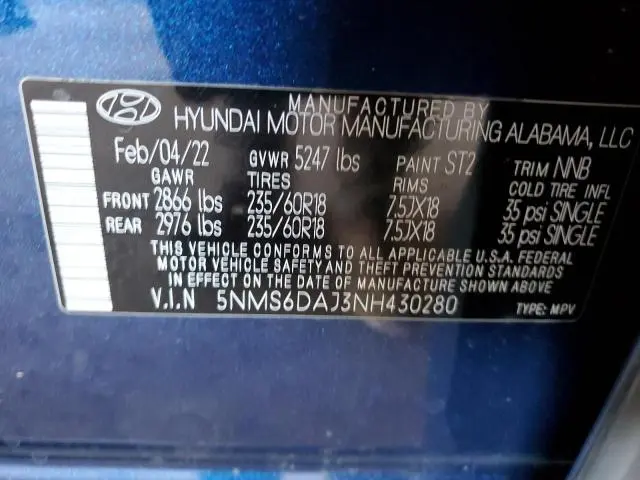 MANUFACTURED BY
HYUNDAI MOTOR MANUFACTURING ALABAMA, LLC
Feb/04/22 GVWR 5247 lbs PAINT ST2 TRIM NNB
GAWR TIRES RIMS COLD TIRE INFL
FRONT 2866 lbs 235/60R18 7.5JX18 35 psi SINGLE
REAR 2976 lbs 235/60R18 7.5JX18 35 psi SINGLE
THIS VEHICLE CONFORMS TO ALL APPLICABLE U.S.A. FEDERAL
MOTOR VEHICLE SAFETY AND THEFT PREVENTION STANDARDS
IN EFFECT ON THE DATE OF MANUFACTURE SHOWN ABOVE
V.I.N 5NMS6DAJ3NH430280 TYPE: MPV